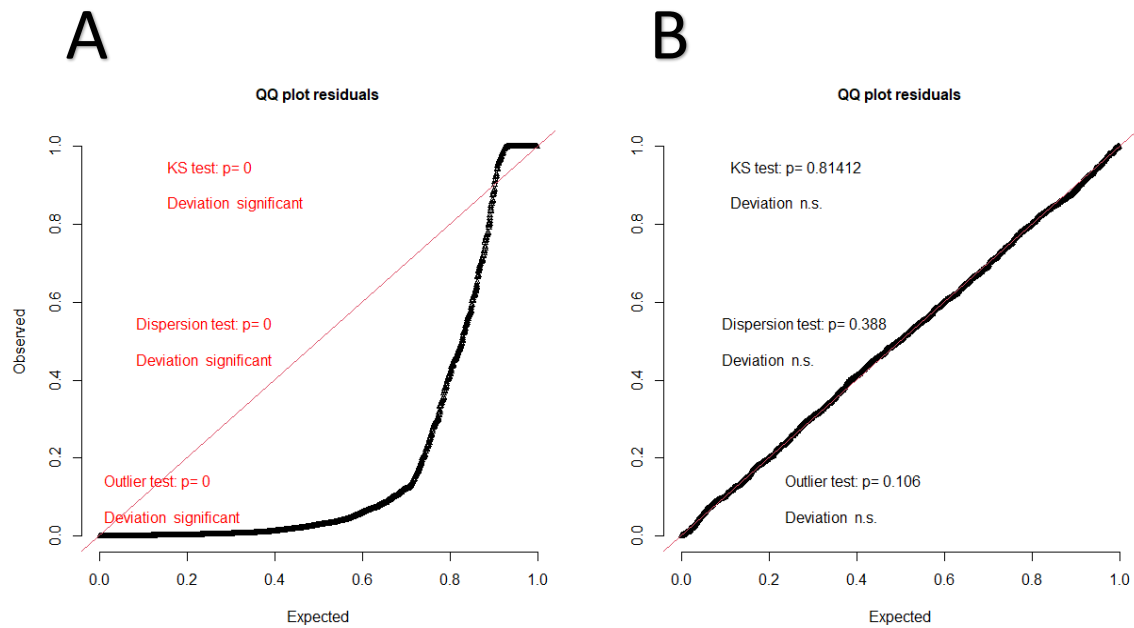 A
QQ plot residuals
KS test: p= 0
Deviation significant
Dispersion test: p= 0
Deviation significant
Outlier test: p= 0
Deviation significant
Observed
0.0
0.2
0.4
0.6
0.8
1.0
0.0 0.2 0.4 0.6 0.8 1.0
Expected
B
QQ plot residuals
KS test: p= 0.81412
Deviation n.s.
Dispersion test: p= 0.388
Deviation n.s.
Outlier test: p= 0.106
Deviation n.s.
0.0
0.2
0.4
0.6
0.8
1.0
0.0 0.2 0.4 0.6 0.8 1.0
Expected